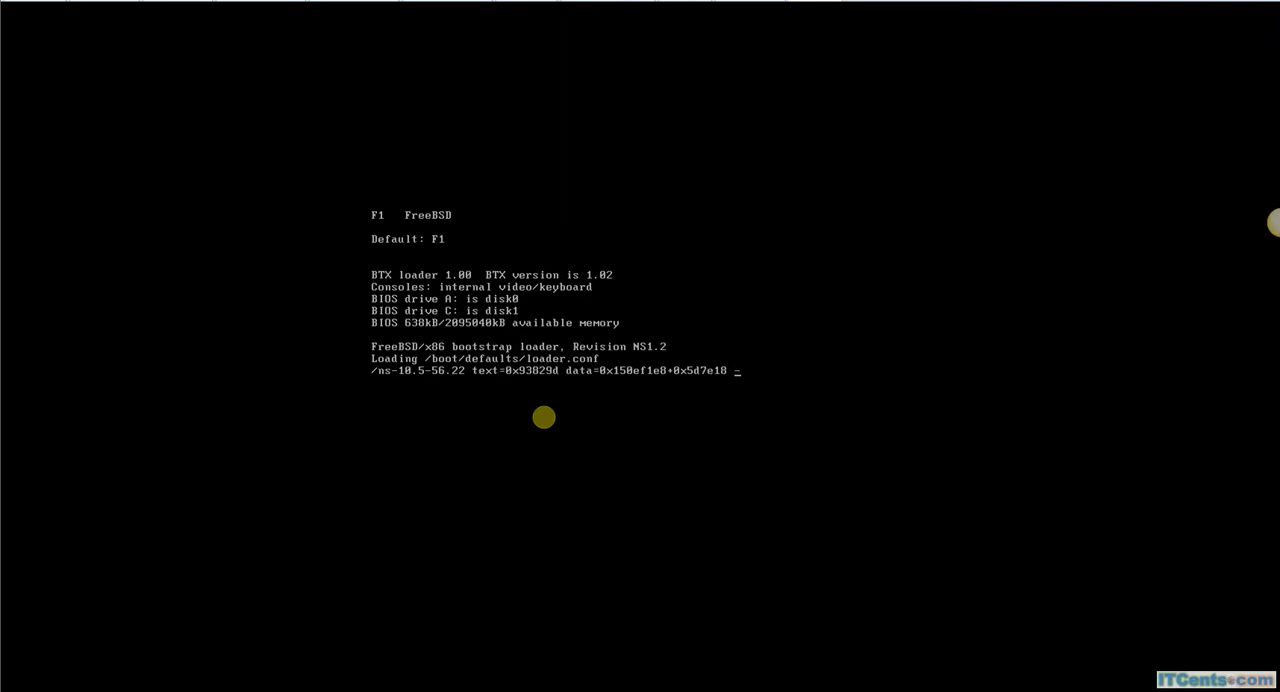 F1   FreeBSD
Default: F1
BTX loader 1.00  BTX version is 1.02
Consoles: internal video/keyboard
BIOS drive A: is disk0
BIOS drive C: is disk1
BIOS 638kB/2095040kB available memory
FreeBSD/x86 bootstrap loader, Revision NS1.2
Loading /boot/defaults/loader.conf
/ns-10.5-56.22 text=0x93829d data=0x150ef1e8+0x5d7e18 -
ITCents.com